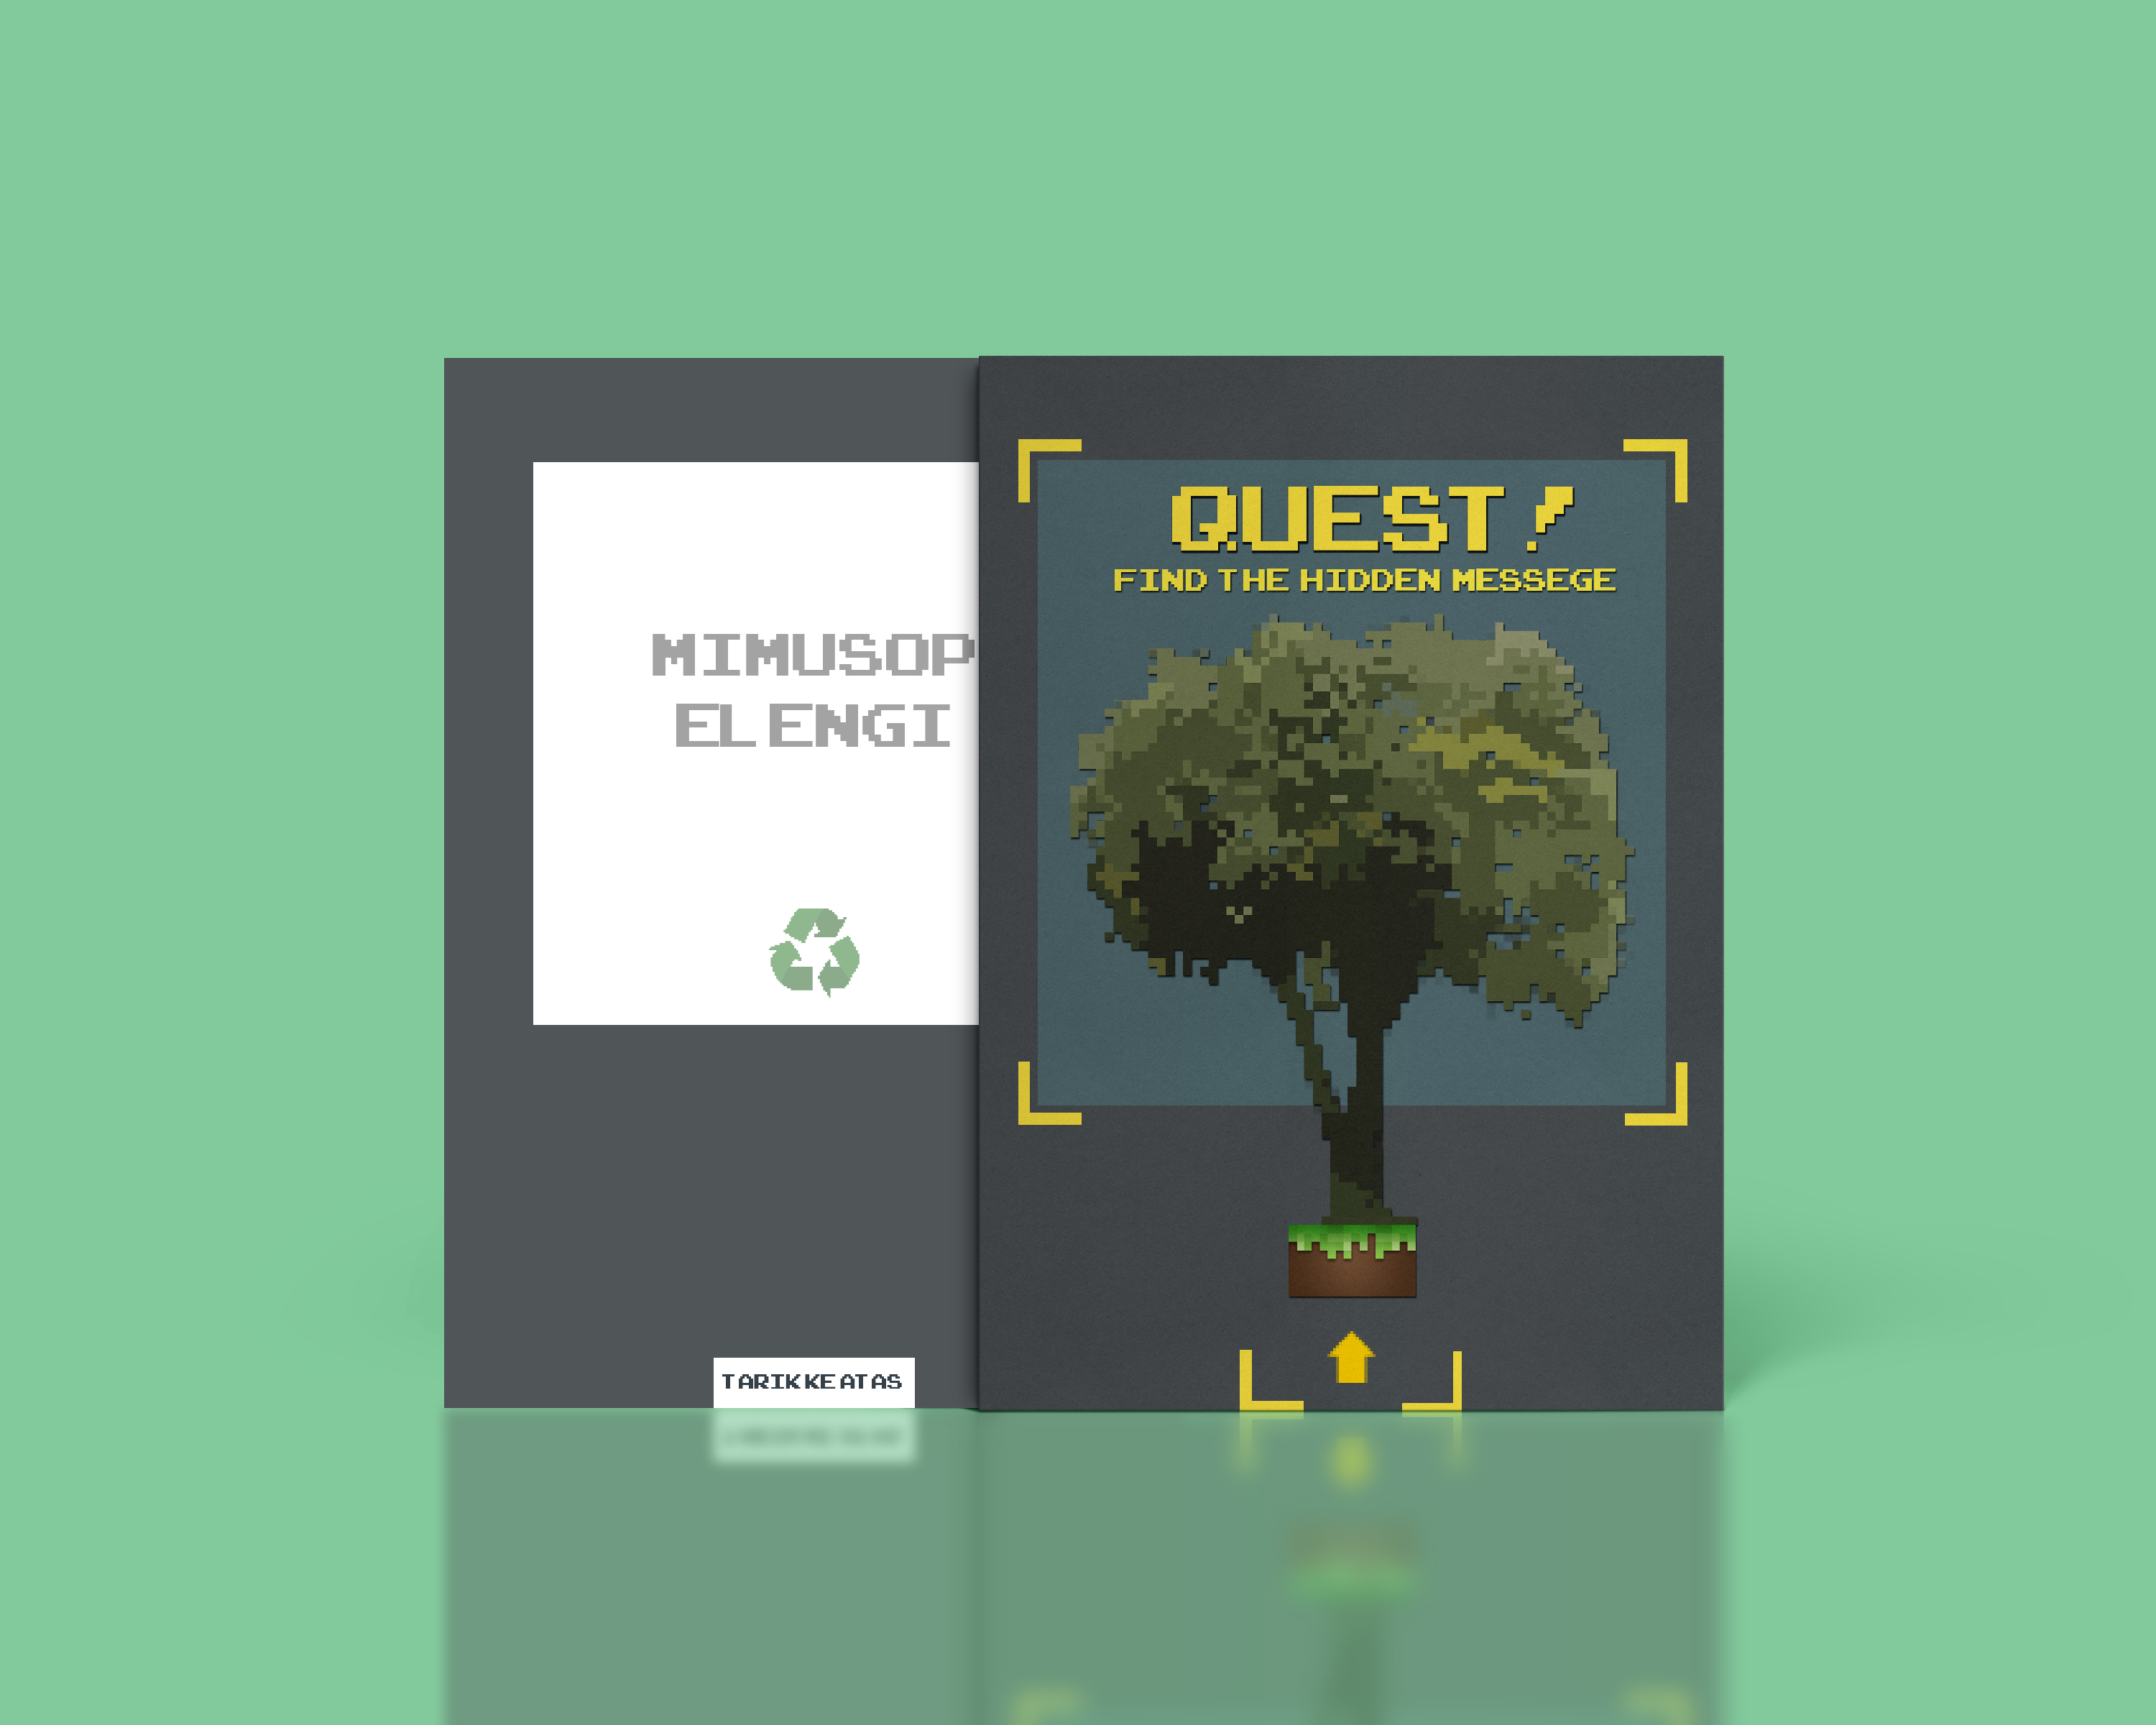 MIMUSOP
ELENGI
TARIK KE ATAS
QUEST!
FIND THE HIDDEN MESSEGE